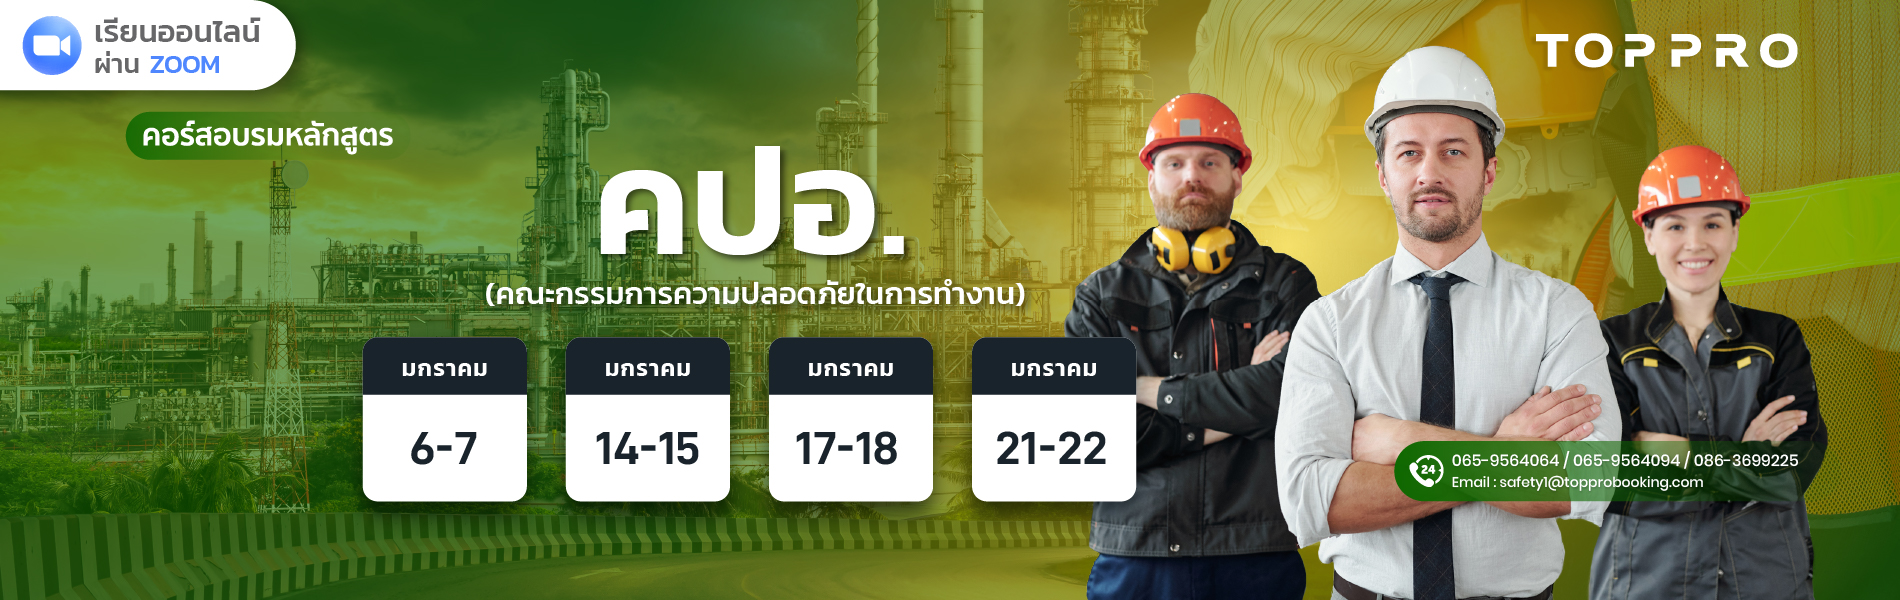 เรียนออนไลน์
ผ่าน ZOOM
TOPPRO
คอร์สอบรมหลักสูตร
คปอ.
(คณะกรรมการความปลอดภัยในการทำงาน)
มกราคม
6-7
มกราคม
14-15
มกราคม
17-18
มกราคม
21-22
24
065-9564064 / 065-9564094 / 086-3699225
Email : safety1@topprobooking.com